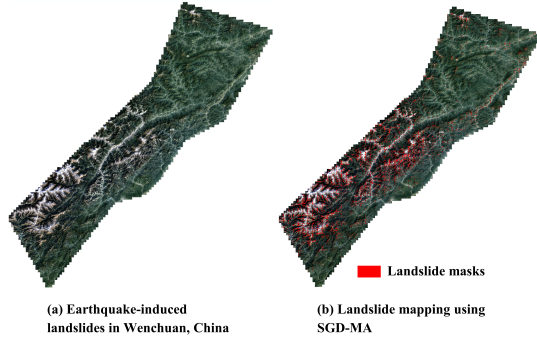 Landslide masks
(a) Earthquake-induced
landslides in Wenchuan, China
(b) Landslide mapping using
SGD-MA